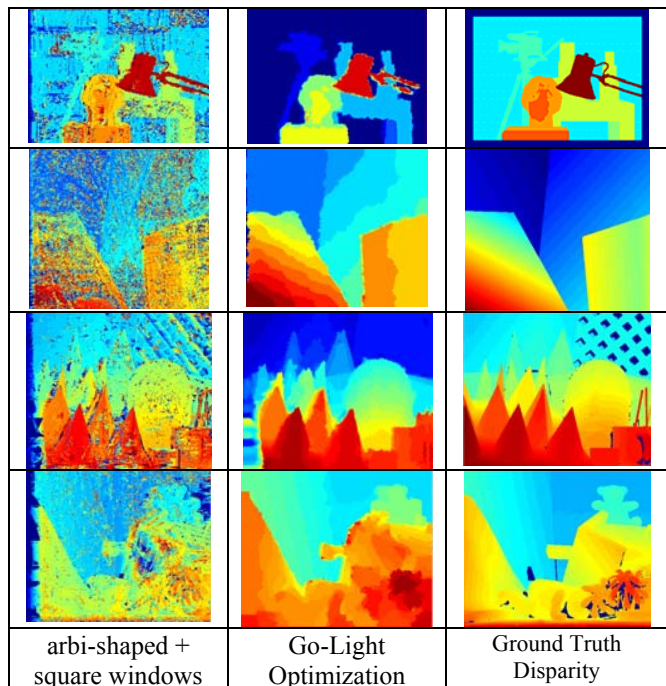 arbi-shaped +
square windows
Go-Light
Optimization
Ground Truth
Disparity